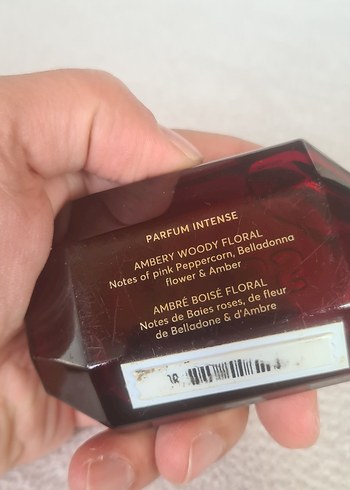 PARFUM INTENSE
AMBERY WOODY FLORAL
Notes of pink Peppercorn, Belladonna
flower & Amber
AMBRÉ BOISÉ FLORAL
Notes de Baies roses, de fleur
de Belladone & d'Ambre